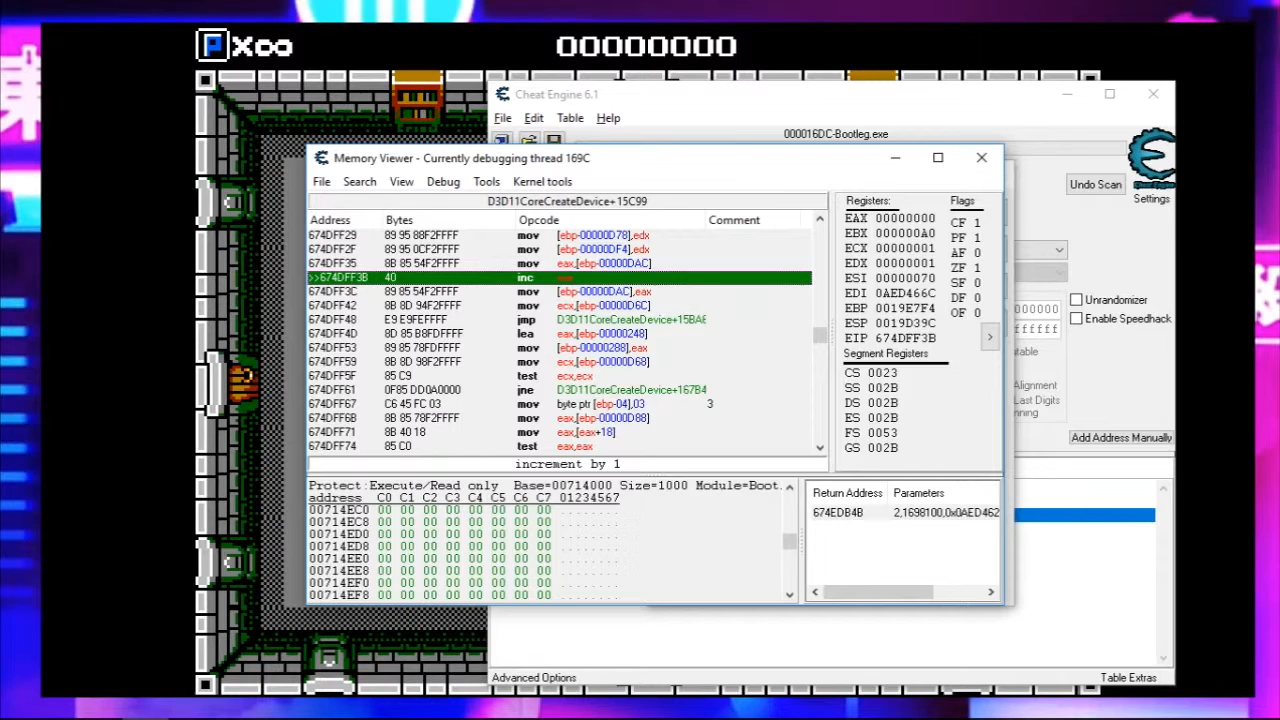 PX∞
00000000
東
Cheat Engine 6.1
File Edit Table Help
000016DC-Bootleg.exe
Undo Scan
Cheat Engine
Settings
Memory Viewer - Currently debugging thread 169C
File Search View Debug Tools Kernel tools
D3D11CoreCreateDevice+15C99
Address Bytes Opcode Comment
674DFF29 89 95 88F2FFFF mov [ebp-00000D78],edx
674DFF2F 89 95 0CF2FFFF mov [ebp-00000DF4],edx
674DFF35 8B 85 54F2FFFF mov eax,[ebp-00000DAC]
>>674DFF3B 40 inc eax
674DFF3C 89 85 54F2FFFF mov [ebp-00000DAC],eax
674DFF42 8B 8D 94F2FFFF mov ecx,[ebp-00000D6C]
674DFF48 E9 E9FEFFFF jmp D3D11CoreCreateDevice+15BA6
674DFF4D 8D 85 B8FDFFFF lea eax,[ebp-00000248]
674DFF53 89 85 78FDFFFF mov [ebp-00000288],eax
674DFF59 8B 8D 98F2FFFF mov ecx,[ebp-00000D68]
674DFF5F 85 C9 test ecx,ecx
674DFF61 0F85 DD0A0000 jne D3D11CoreCreateDevice+167B4
674DFF67 C6 45 FC 03 mov byte ptr [ebp-04],03 3
674DFF6B 8B 85 78F2FFFF mov eax,[ebp-00000D88]
674DFF71 8B 40 18 mov eax,[eax+18]
674DFF74 85 C0 test eax,eax
increment by 1
Registers: Flags
EAX 00000000 CF 1
EBX 000000A0 PF 1
ECX 00000001 AF 0
EDX 00000001 ZF 1
ESI 00000070 SF 0
EDI 0AED466C DF 0
EBP 0019E7F4 OF 0
ESP 0019D39C
EIP 674DFF3B
>
Segment Registers
CS 0023
SS 002B
DS 002B
ES 002B
FS 0053
GS 002B
000000
ffffff
Unrandomizer
Enable Speedhack
Alignment
Last Digits
Add Address Manually
Protect:Execute/Read only Base=00714000 Size=1000 Module=Boot.
address C0 C1 C2 C3 C4 C5 C6 C7 01234567
00714EC0 00 00 00 00 00 00 00 00 ........
00714EC8 00 00 00 00 00 00 00 00 ........
00714ED0 00 00 00 00 00 00 00 00 ........
00714ED8 00 00 00 00 00 00 00 00 ........
00714EE0 00 00 00 00 00 00 00 00 ........
00714EE8 00 00 00 00 00 00 00 00 ........
00714EF0 00 00 00 00 00 00 00 00 ........
00714EF8 00 00 00 00 00 00 00 00 ........
Return Address Parameters
674EDB4B 2,1698100,0x0AED462
Advanced Options
Table Extras